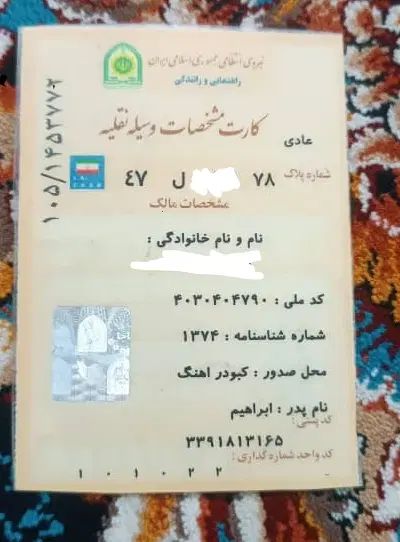 نیروی انتظامی جمهوری اسلامی ایران
راهنمایی و رانندگی
کارت مشخصات وسیله نقلیه
عادی
شماره پلاک ۷۸ ل ۴۷
مشخصات مالک
نام و نام خانوادگی :
کد ملی : ۴۰۳۰۴۰۴۷۹۰
شماره شناسنامه : ۱۳۷۴
محل صدور : کبودر اهنگ
نام پدر : ابراهیم
کد پستی:
۳۳۹۱۸۱۳۱۶۵
کد واحد شماره گذاری :
۱۰۱۰۲۲
۱۰۵/۱۴۵۳۷۷۲